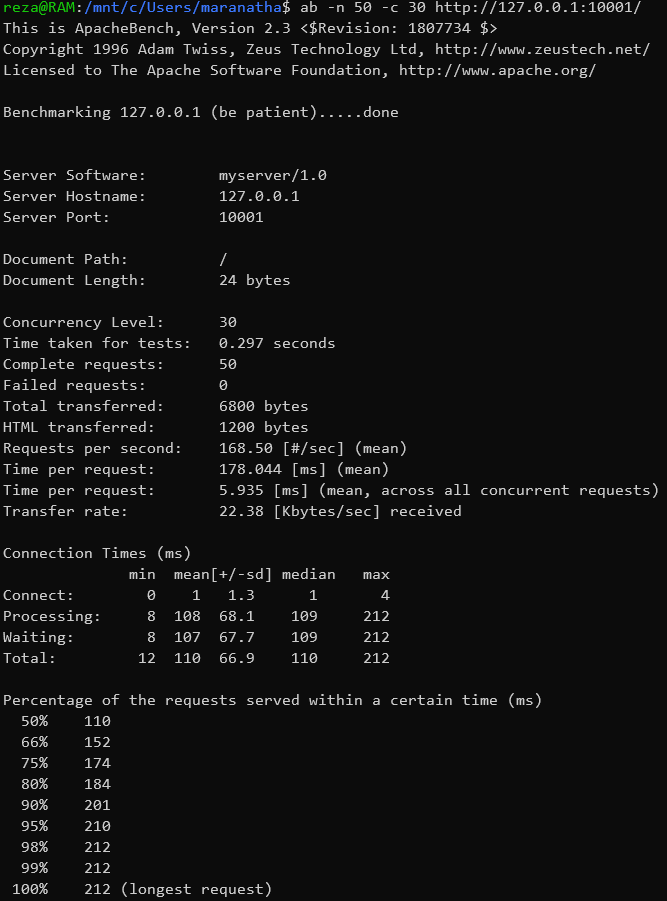 reza@RAM:/mnt/c/Users/maranatha$ ab -n 50 -c 30 http://127.0.0.1:10001/
This is ApacheBench, Version 2.3 <$Revision: 1807734 $>
Copyright 1996 Adam Twiss, Zeus Technology Ltd, http://www.zeustech.net/
Licensed to The Apache Software Foundation, http://www.apache.org/

Benchmarking 127.0.0.1 (be patient).....done


Server Software:        myserver/1.0
Server Hostname:        127.0.0.1
Server Port:            10001

Document Path:          /
Document Length:        24 bytes

Concurrency Level:      30
Time taken for tests:   0.297 seconds
Complete requests:      50
Failed requests:        0
Total transferred:      6800 bytes
HTML transferred:       1200 bytes
Requests per second:    168.50 [#/sec] (mean)
Time per request:       178.044 [ms] (mean)
Time per request:       5.935 [ms] (mean, across all concurrent requests)
Transfer rate:          22.38 [Kbytes/sec] received

Connection Times (ms)
              min  mean[+/-sd] median   max
Connect:        0    1   1.3      1       4
Processing:     8  108  68.1    109     212
Waiting:        8  107  67.7    109     212
Total:         12  110  66.9    110     212

Percentage of the requests served within a certain time (ms)
  50%    110
  66%    152
  75%    174
  80%    184
  90%    201
  95%    210
  98%    212
  99%    212
 100%    212 (longest request)